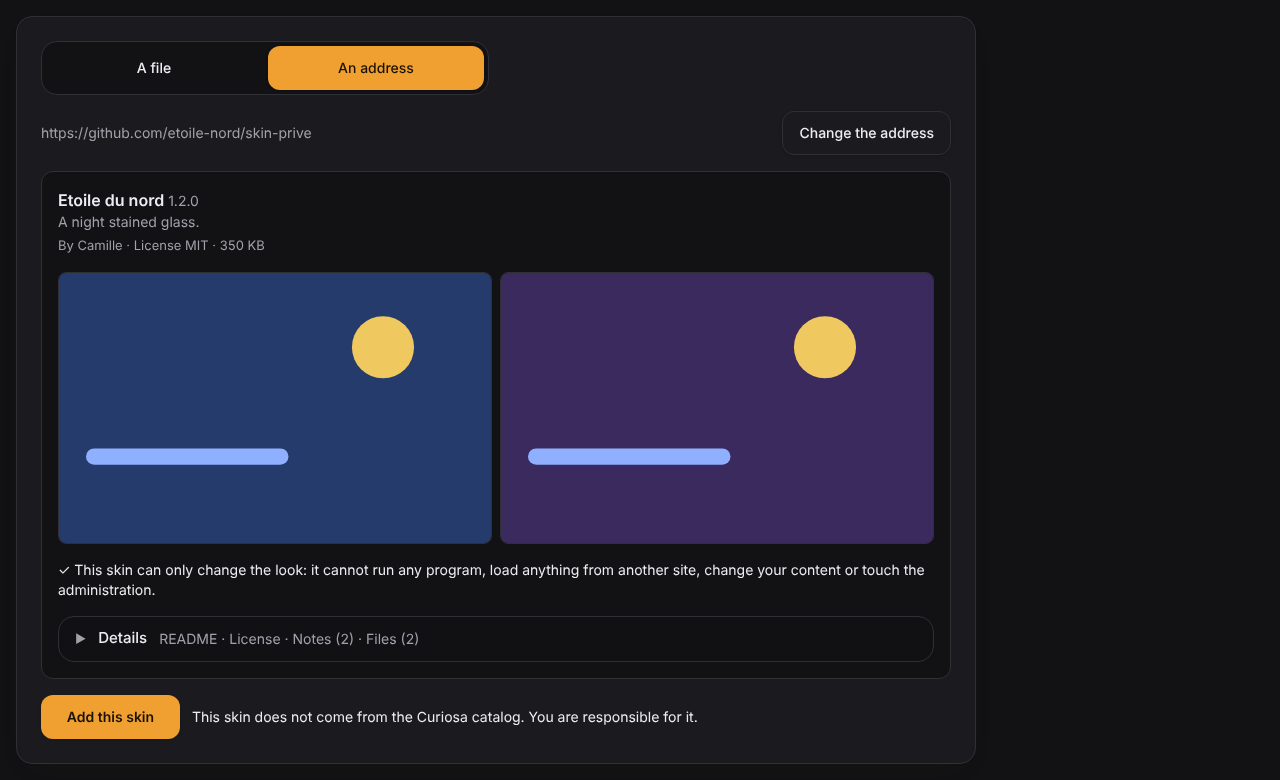 A file
An address
https://github.com/etoile-nord/skin-prive
Change the address
Etoile du nord 1.2.0
A night stained glass.
By Camille · License MIT · 350 KB
✓ This skin can only change the look: it cannot run any program, load anything from another site, change your content or touch the
administration.
▶ Details README · License · Notes (2) · Files (2)
Add this skin
This skin does not come from the Curiosa catalog. You are responsible for it.